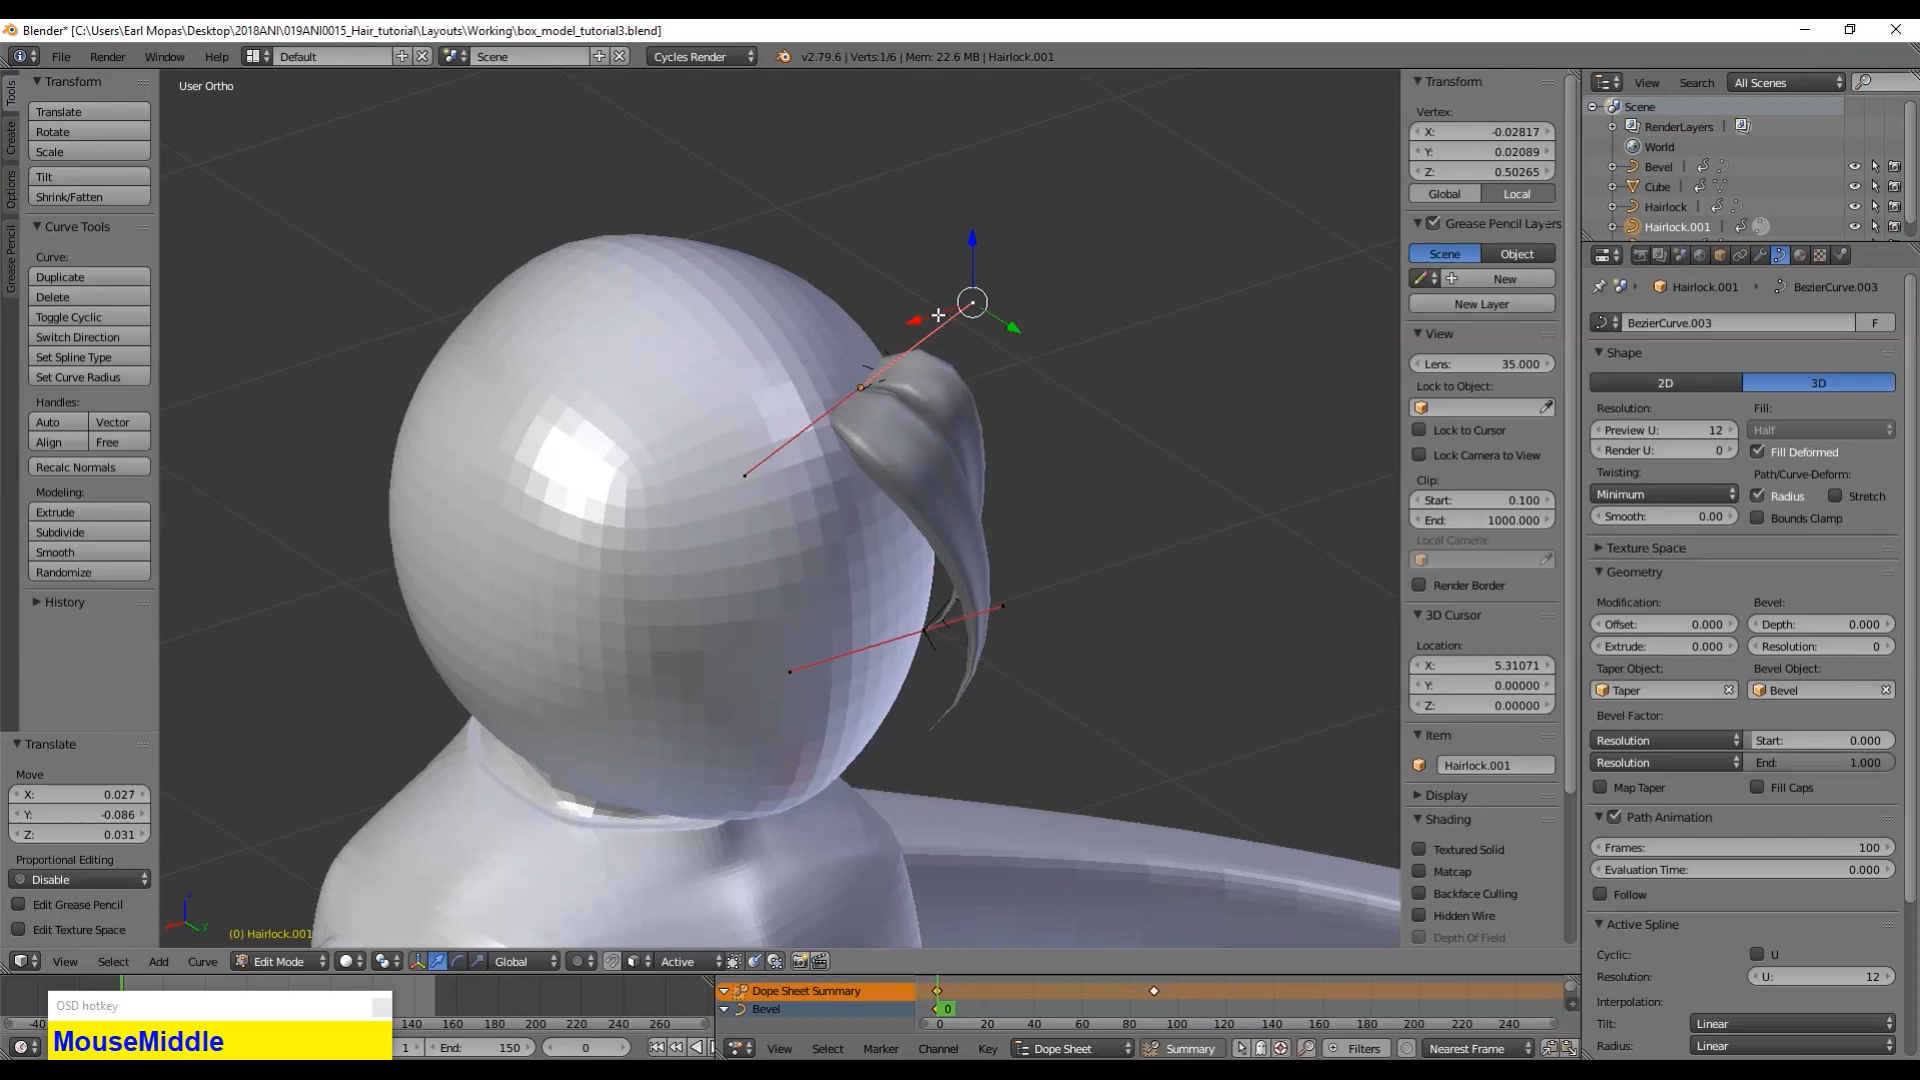 Blender* [C:\Users\Earl Mopas\Desktop\2018ANI\019ANI0015_Hair_tutorial\Layouts\Working\box_model_tutorial3.blend]
File Render Window Help Default Scene Cycles Render v2.79.6 | Verts:1/6 | Mem: 22.6 MB | Hairlock.001
Tools
Create
Options
Grease Pencil
Transform
Translate
Rotate
Scale
Tilt
Shrink/Fatten
Curve Tools
Curve:
Duplicate
Delete
Toggle Cyclic
Switch Direction
Set Spline Type
Set Curve Radius
Handles:
Auto Vector
Align Free
Recalc Normals
Modeling:
Extrude
Subdivide
Smooth
Randomize
History
Translate
Move
X: 0.027
Y: -0.086
Z: 0.031
Proportional Editing
Disable
Edit Grease Pencil
Edit Texture Space
User Ortho
(0) Hairlock.001
View Select Add Curve Edit Mode Global Active
Transform
Vertex:
X: -0.02817
Y: 0.02089
Z: 0.50265
Global Local
Grease Pencil Layers
Scene Object
New
New Layer
View
Lens: 35.000
Lock to Object:
Lock to Cursor
Lock Camera to View
Clip:
Start: 0.100
End: 1000.000
Local Camera:
Render Border
3D Cursor
Location:
X: 5.31071
Y: 0.00000
Z: 0.00000
Item
Hairlock.001
Display
Shading
Textured Solid
Matcap
Backface Culling
Hidden Wire
Depth Of Field
View Search All Scenes
Scene
RenderLayers |
World
Bevel |
Cube |
Hairlock |
Hairlock.001 |
Hairlock.001 BezierCurve.003
BezierCurve.003 F
Shape
2D 3D
Resolution: Fill:
Preview U: 12 Half
Render U: 0 Fill Deformed
Twisting: Path/Curve-Deform:
Minimum Radius Stretch
Smooth: 0.00 Bounds Clamp
Texture Space
Geometry
Modification: Bevel:
Offset: 0.000 Depth: 0.000
Extrude: 0.000 Resolution: 0
Taper Object: Bevel Object:
Taper Bevel
Bevel Factor:
Resolution Start: 0.000
Resolution End: 1.000
Map Taper Fill Caps
Path Animation
Frames: 100
Evaluation Time: 0.000
Follow
Active Spline
Cyclic: U
Resolution: U: 12
Interpolation:
Tilt: Linear
Radius: Linear
OSD hotkey
MouseMiddle
-40 140 160 180 200 220 240 260
1 End: 150 0
Dope Sheet Summary
Bevel
0
0 20 40 60 80 100 120 140 160 180 200 220 240
View Select Marker Channel Key Dope Sheet Summary Filters Nearest Frame